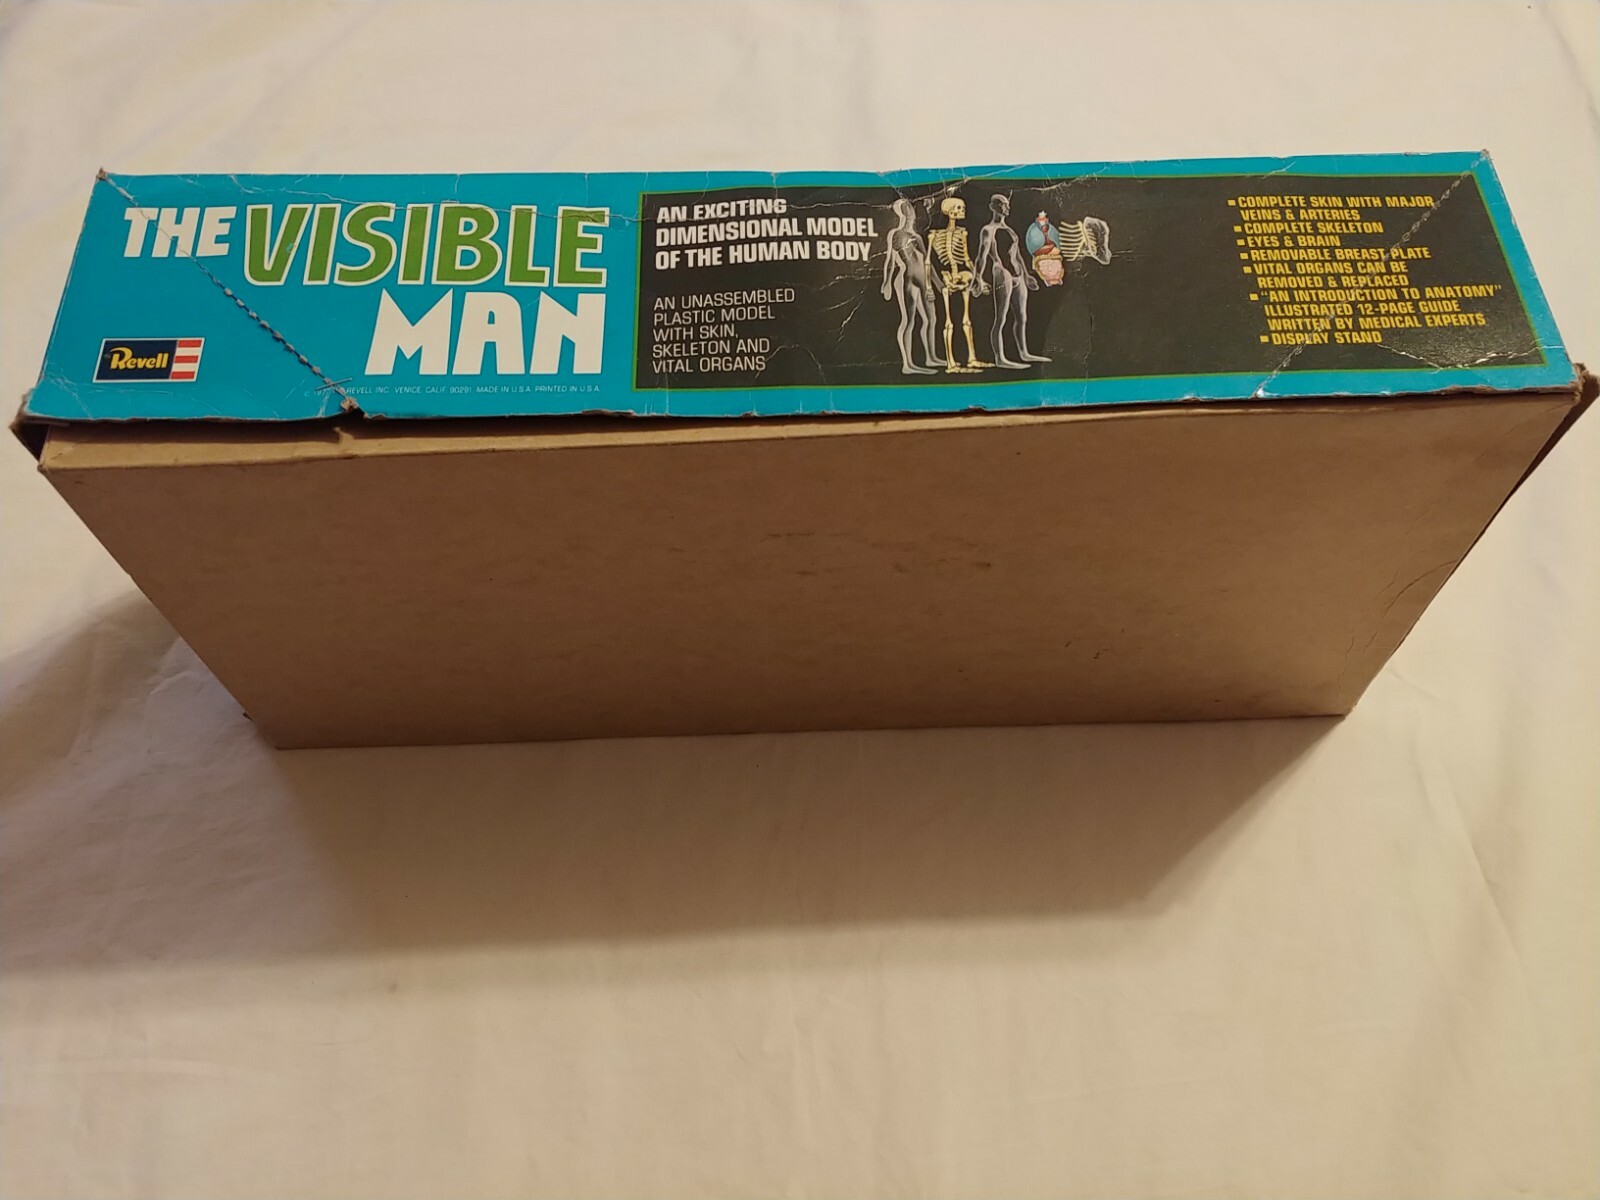 THE VISIBLE
MAN
Revell
REVELL INC. VENICE, CALIF. 90291. MADE IN U.S.A. PRINTED IN U.S.A.
AN EXCITING
DIMENSIONAL MODEL
OF THE HUMAN BODY
AN UNASSEMBLED
PLASTIC MODEL
WITH SKIN,
SKELETON AND
VITAL ORGANS
▪ COMPLETE SKIN WITH MAJOR
VEINS & ARTERIES
▪ COMPLETE SKELETON
▪ EYES & BRAIN
▪ REMOVABLE BREAST PLATE
▪ VITAL ORGANS CAN BE
REMOVED & REPLACED
▪ "AN INTRODUCTION TO ANATOMY"
ILLUSTRATED 12-PAGE GUIDE
WRITTEN BY MEDICAL EXPERTS
▪ DISPLAY STAND